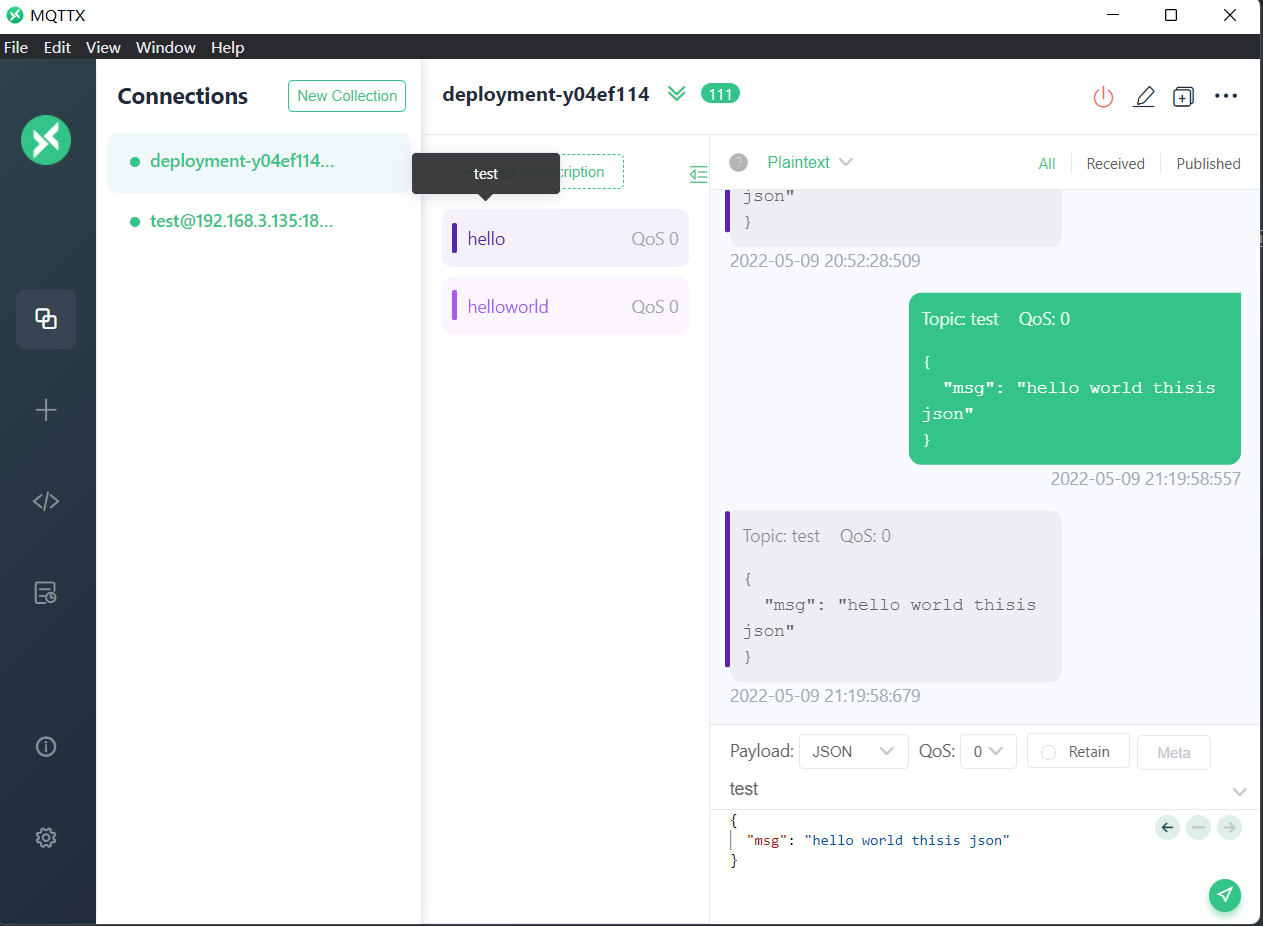 MQTTX
File Edit View Window Help
Connections
New Collection
deployment-y04ef114...
test@192.168.3.135:18...
deployment-y04ef114
111
test
Subscription
hello QoS 0
helloworld QoS 0
Plaintext
All Received Published
json"
}
2022-05-09 20:52:28:509
Topic: test QoS: 0
{
"msg": "hello world thisis
json"
}
2022-05-09 21:19:58:557
Topic: test QoS: 0
{
"msg": "hello world thisis
json"
}
2022-05-09 21:19:58:679
Payload: JSON QoS: 0 Retain Meta
test
{
"msg": "hello world thisis json"
}